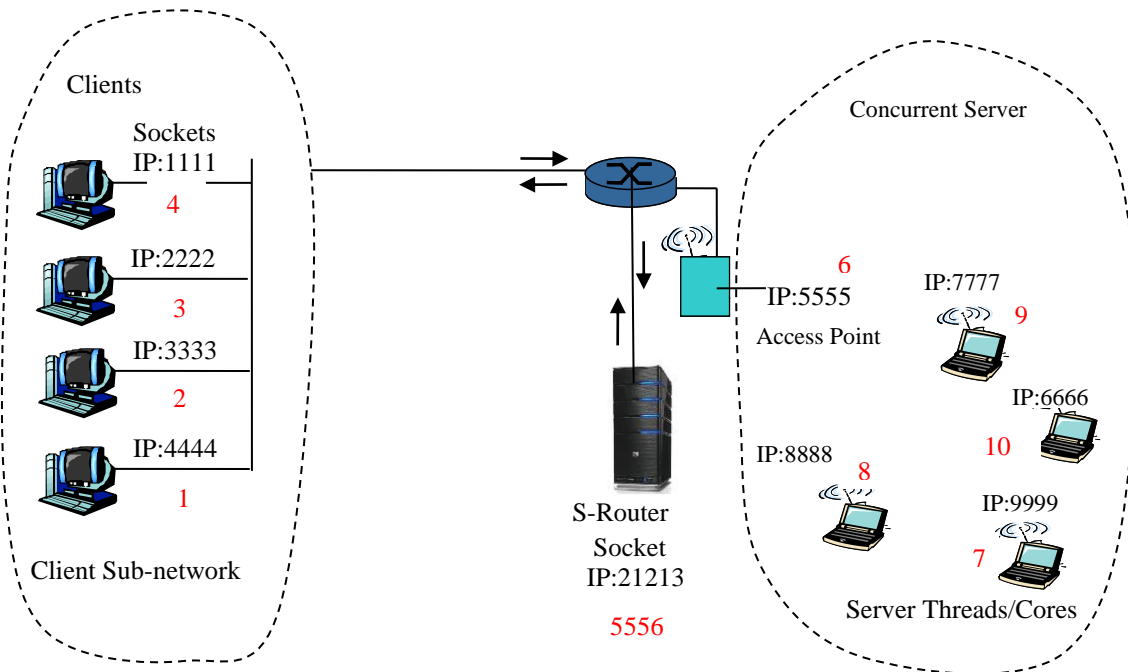 Clients
Sockets
IP:1111
4
IP:2222
3
IP:3333
2
IP:4444
1
Client Sub-network
S-Router
Socket
IP:21213
5556
Concurrent Server
6
IP:5555
Access Point
IP:7777
9
IP:6666
10
IP:8888
8
IP:9999
7
Server Threads/Cores